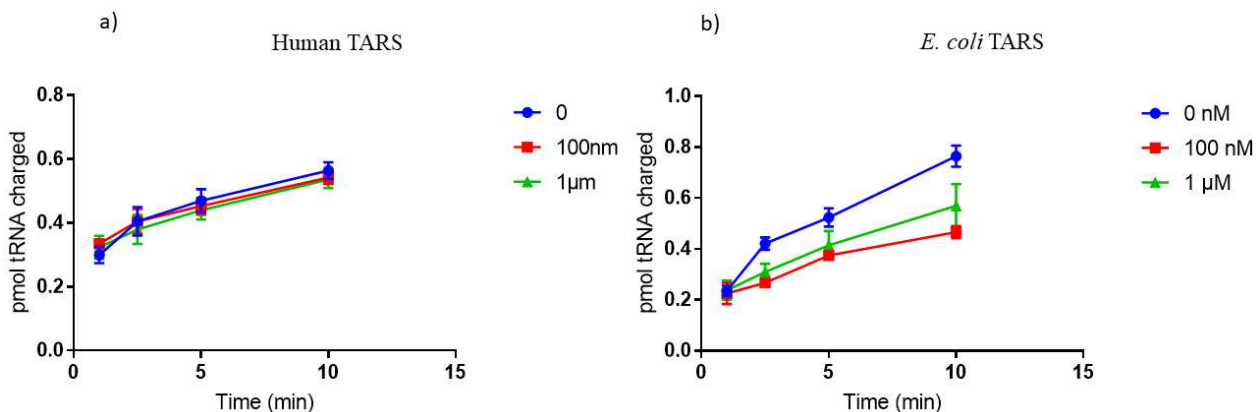 a)
Human TARS
0.8
0.6
0.4
0.2
0.0
0
5
10
15
pmol tRNA charged
Time (min)
0
100nm
1µm
b)
E. coli TARS
1.0
0.8
0.6
0.4
0.2
0.0
0
5
10
15
pmol tRNA charged
Time (min)
0 nM
100 nM
1 µM